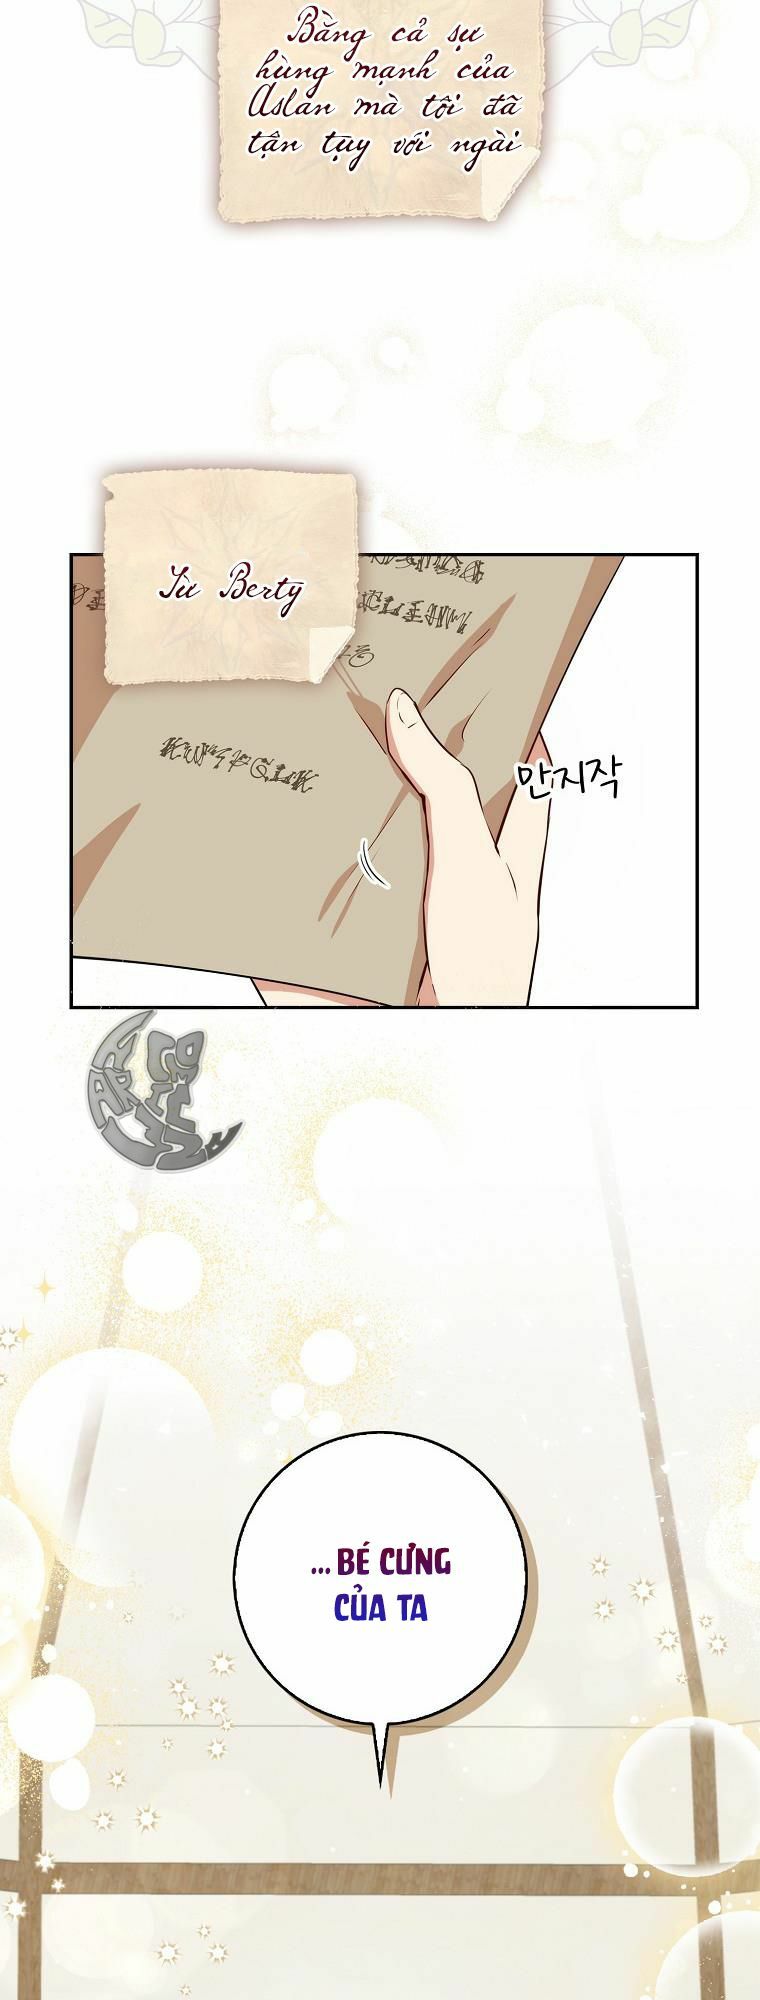 Bằng cả sự
hùng mạnh của
Aslan mà tôi đã
tận tụy với ngài
Từ Berty
만지작
...BÉ CƯNG
CỦA TA